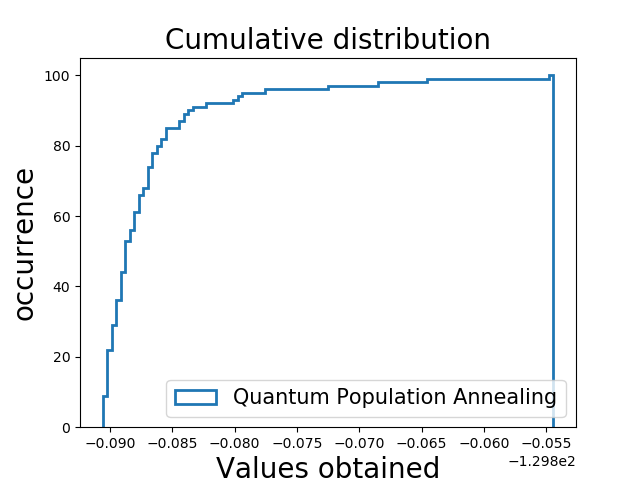 Cumulative distribution
occurrence
100
80
60
40
20
0
Quantum Population Annealing
−0.090 −0.085 −0.080 −0.075 −0.070 −0.065 −0.060 −0.055
−1.298e2
Values obtained